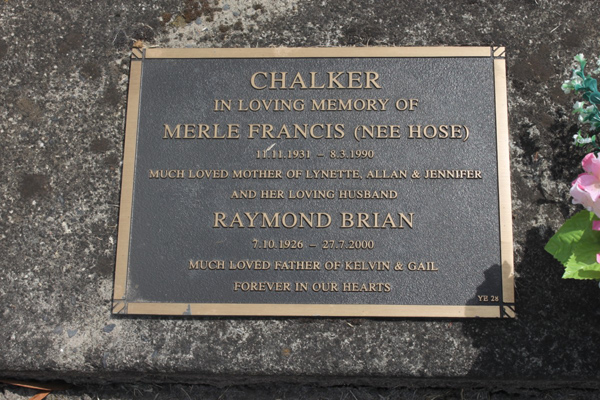 CHALKER
IN LOVING MEMORY OF
MERLE FRANCIS (NEE HOSE)
11.11.1931 – 8.3.1990
MUCH LOVED MOTHER OF LYNETTE, ALLAN & JENNIFER
AND HER LOVING HUSBAND
RAYMOND BRIAN
7.10.1926 – 27.7.2000
MUCH LOVED FATHER OF KELVIN & GAIL
FOREVER IN OUR HEARTS
YE 28